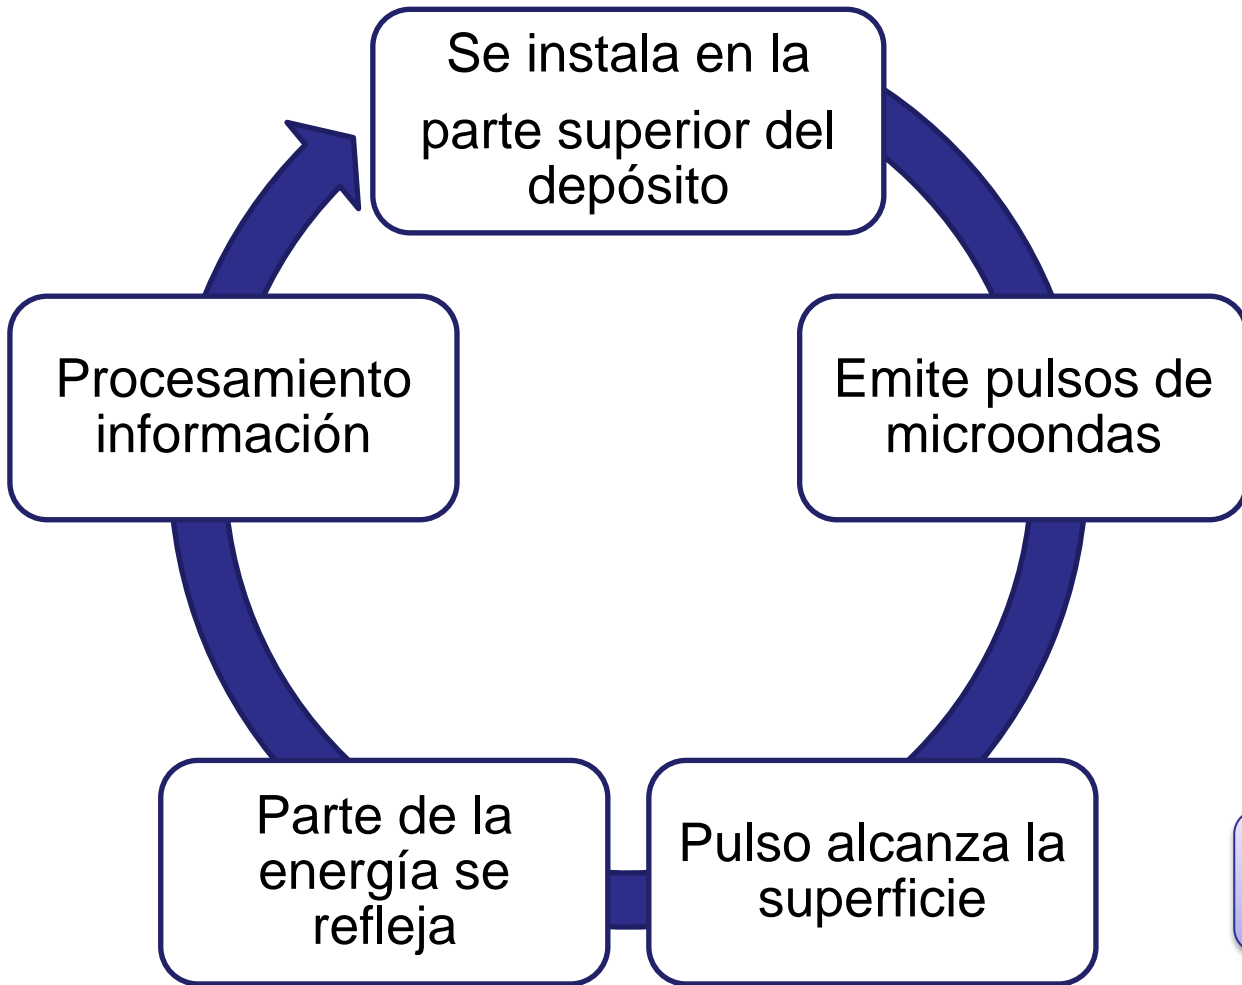 Se instala en la
parte superior del
depósito
Emite pulsos de
microondas
Pulso alcanza la
superficie
Parte de la
energía se
refleja
Procesamiento
información